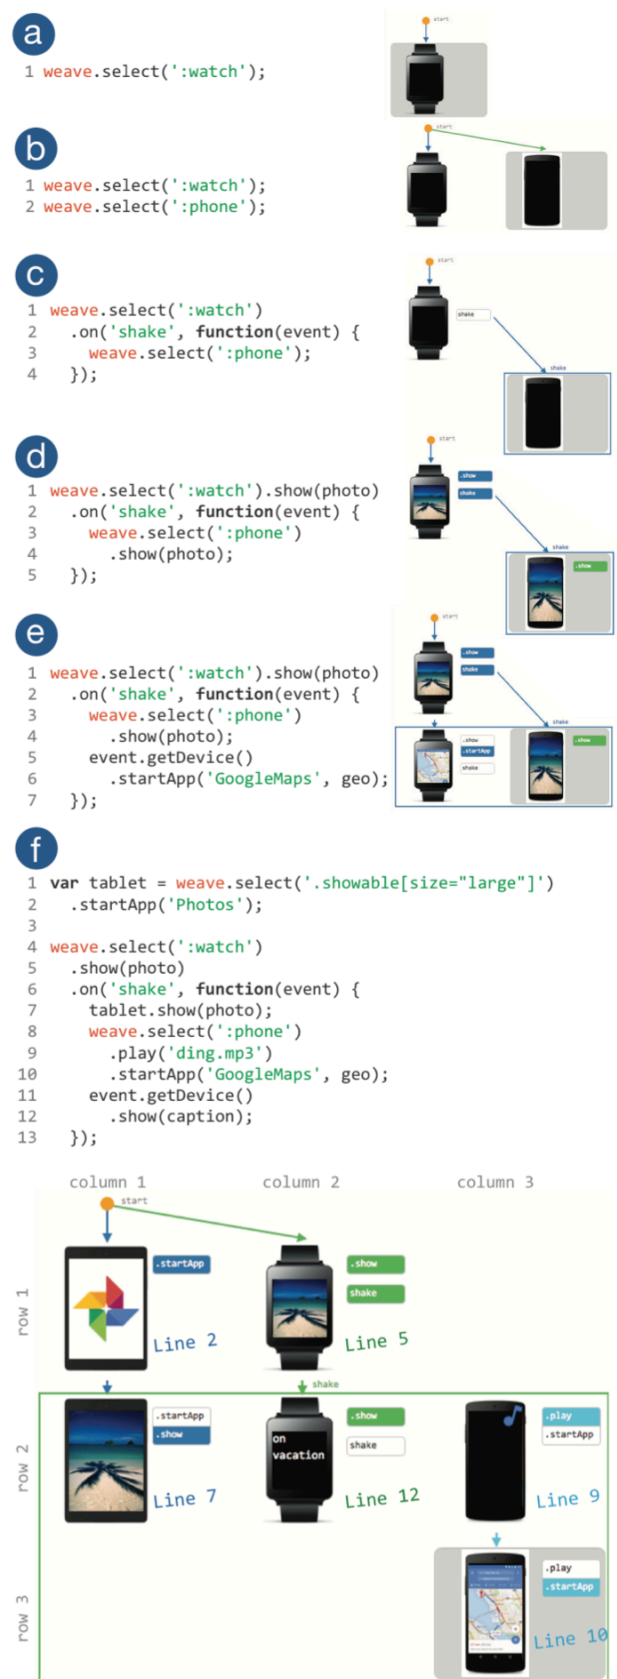 a
1 weave.select(':watch');
start
b
1 weave.select(':watch');
2 weave.select(':phone');
start
c
1 weave.select(':watch')
2 .on('shake', function(event) {
3 weave.select(':phone');
4 });
start
shake
shake
d
1 weave.select(':watch').show(photo)
2 .on('shake', function(event) {
3 weave.select(':phone')
4 .show(photo);
5 });
start
.show
shake
shake
.show
e
1 weave.select(':watch').show(photo)
2 .on('shake', function(event) {
3 weave.select(':phone')
4 .show(photo);
5 event.getDevice()
6 .startApp('GoogleMaps', geo);
7 });
start
.show
shake
shake
.show
.startApp
shake
.show
f
1 var tablet = weave.select('.showable[size="large"]')
2 .startApp('Photos');
3
4 weave.select(':watch')
5 .show(photo)
6 .on('shake', function(event) {
7 tablet.show(photo);
8 weave.select(':phone')
9 .play('ding.mp3')
10 .startApp('GoogleMaps', geo);
11 event.getDevice()
12 .show(caption);
13 });
column 1 column 2 column 3
start
row 1
.startApp
Line 2
.show
shake
Line 5
shake
row 2
.startApp
.show
Line 7
on
vacation
.show
shake
Line 12
.play
.startApp
Line 9
row 3
.play
.startApp
Line 10